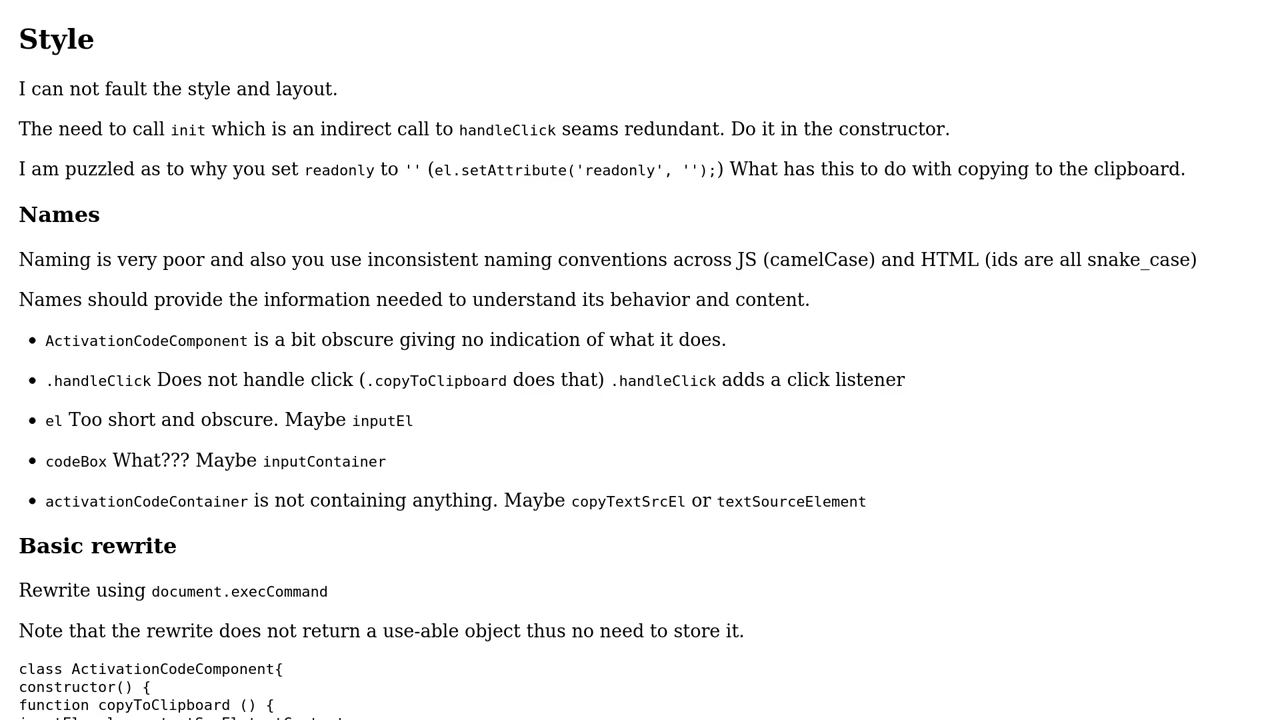 Style
I can not fault the style and layout.
The need to call init which is an indirect call to handleClick seams redundant. Do it in the constructor.
I am puzzled as to why you set readonly to '' (el.setAttribute('readonly', '');) What has this to do with copying to the clipboard.
Names
Naming is very poor and also you use inconsistent naming conventions across JS (camelCase) and HTML (ids are all snake_case)
Names should provide the information needed to understand its behavior and content.
• ActivationCodeComponent is a bit obscure giving no indication of what it does.
• .handleClick Does not handle click (.copyToClipboard does that) .handleClick adds a click listener
• el Too short and obscure. Maybe inputEl
• codeBox What??? Maybe inputContainer
• activationCodeContainer is not containing anything. Maybe copyTextSrcEl or textSourceElement
Basic rewrite
Rewrite using document.execCommand
Note that the rewrite does not return a use-able object thus no need to store it.
class ActivationCodeComponent{
constructor() {
function copyToClipboard () {